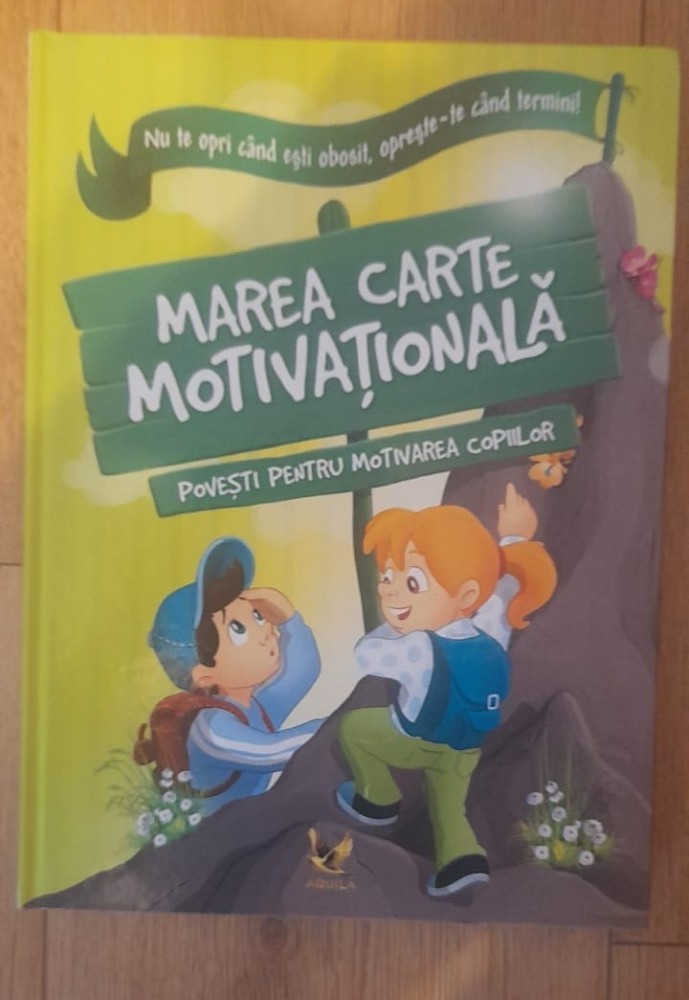 Nu te opri când ești obosit, oprește-te când termini!
MAREA CARTE
MOTIVAȚIONALĂ
POVEȘTI PENTRU MOTIVAREA COPIILOR
AQUILA